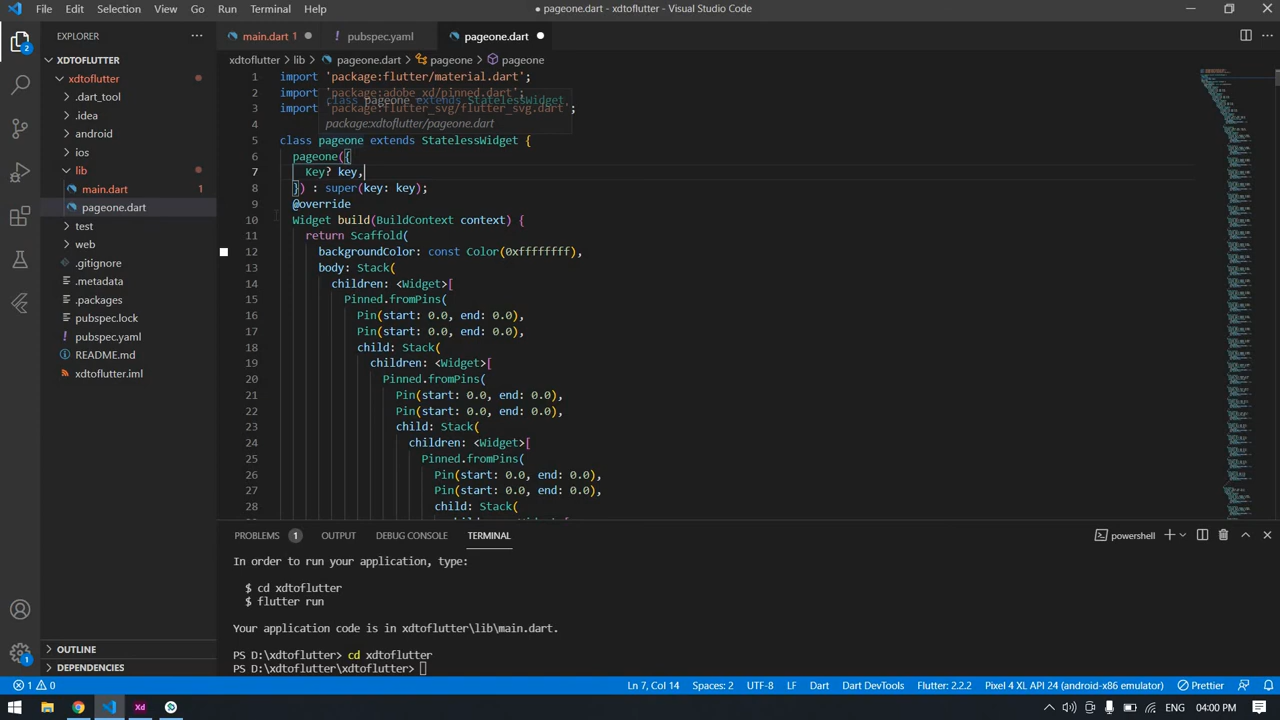 File Edit Selection View Go Run Terminal Help
● pageone.dart - xdtoflutter - Visual Studio Code
EXPLORER
XDTOFLUTTER
xdtoflutter
.dart_tool
.idea
android
ios
lib
main.dart 1
pageone.dart
test
web
.gitignore
.metadata
.packages
pubspec.lock
pubspec.yaml
README.md
xdtoflutter.iml
OUTLINE
DEPENDENCIES
2
1
main.dart 1
pubspec.yaml
pageone.dart
xdtoflutter > lib > pageone.dart > pageone > pageone
1 import 'package:flutter/material.dart';
2 import 'package:adobe_xd/pinned.dart';
class pageone extends StatelessWidget
3 import 'package:flutter_svg/flutter_svg.dart';
package:xdtoflutter/pageone.dart
4
5 class pageone extends StatelessWidget {
6 pageone({
7 Key? key,
8 }) : super(key: key);
9 @override
10 Widget build(BuildContext context) {
11 return Scaffold(
12 backgroundColor: const Color(0xffffffff),
13 body: Stack(
14 children: <Widget>[
15 Pinned.fromPins(
16 Pin(start: 0.0, end: 0.0),
17 Pin(start: 0.0, end: 0.0),
18 child: Stack(
19 children: <Widget>[
20 Pinned.fromPins(
21 Pin(start: 0.0, end: 0.0),
22 Pin(start: 0.0, end: 0.0),
23 child: Stack(
24 children: <Widget>[
25 Pinned.fromPins(
26 Pin(start: 0.0, end: 0.0),
27 Pin(start: 0.0, end: 0.0),
28 child: Stack(
PROBLEMS 1 OUTPUT DEBUG CONSOLE TERMINAL
powershell
In order to run your application, type:
$ cd xdtoflutter
$ flutter run
Your application code is in xdtoflutter\lib\main.dart.
PS D:\xdtoflutter> cd xdtoflutter
PS D:\xdtoflutter\xdtoflutter>
1 0
Ln 7, Col 14 Spaces: 2 UTF-8 LF Dart Dart DevTools Flutter: 2.2.2 Pixel 4 XL API 24 (android-x86 emulator) Prettier
Xd
ENG 04:00 PM